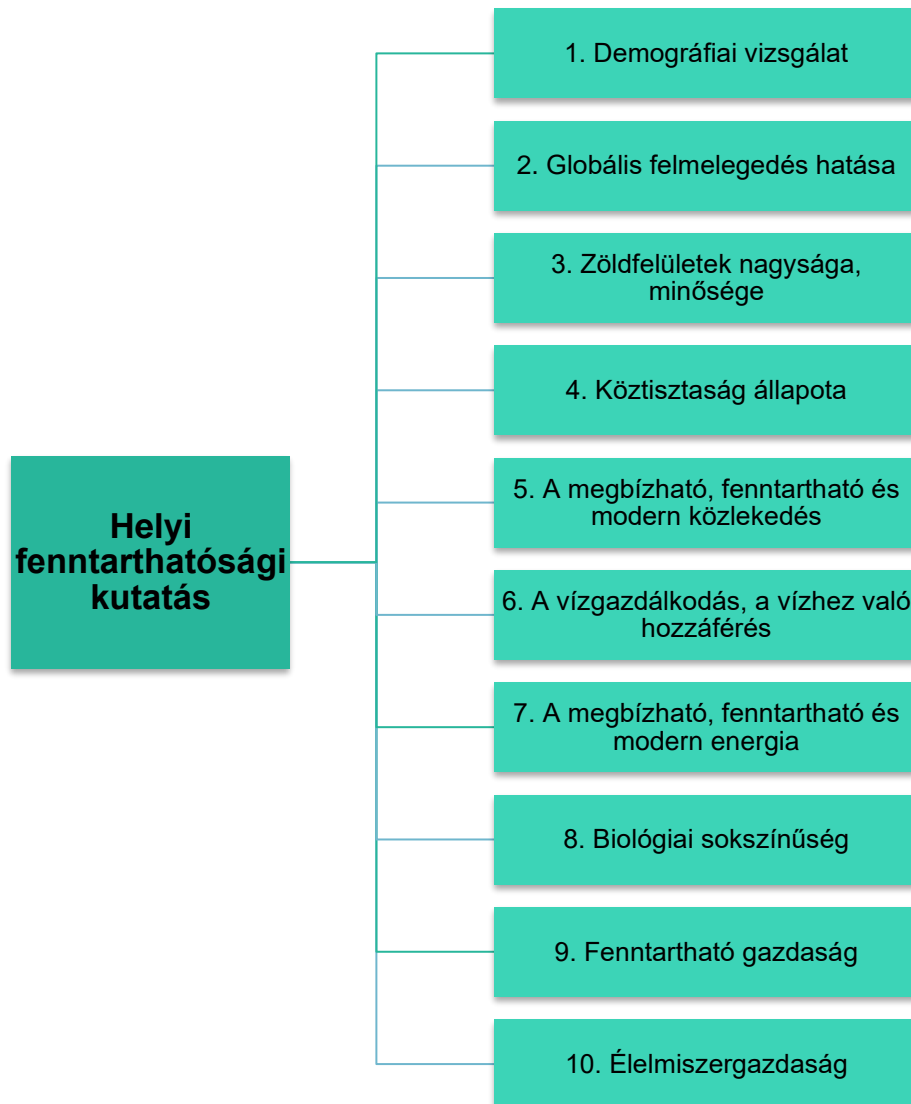 Helyi
fenntarthatósági
kutatás
1. Demográfiai vizsgálat
2. Globális felmelegedés hatása
3. Zöldfelületek nagysága,
minősége
4. Köztisztaság állapota
5. A megbízható, fenntartható és
modern közlekedés
6. A vízgazdálkodás, a vízhez való
hozzáférés
7. A megbízható, fenntartható és
modern energia
8. Biológiai sokszínűség
9. Fenntartható gazdaság
10. Élelmiszergazdaság